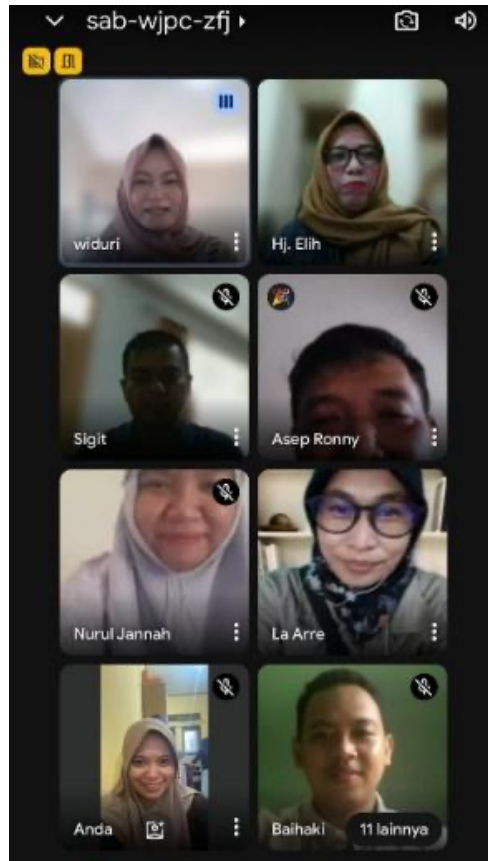 sab-wjpc-zfj
widuri
Hj. Elih
Sigit
Asep Ronny
Nurul Jannah
La Arre
Anda
Baihaki
11 lainnya